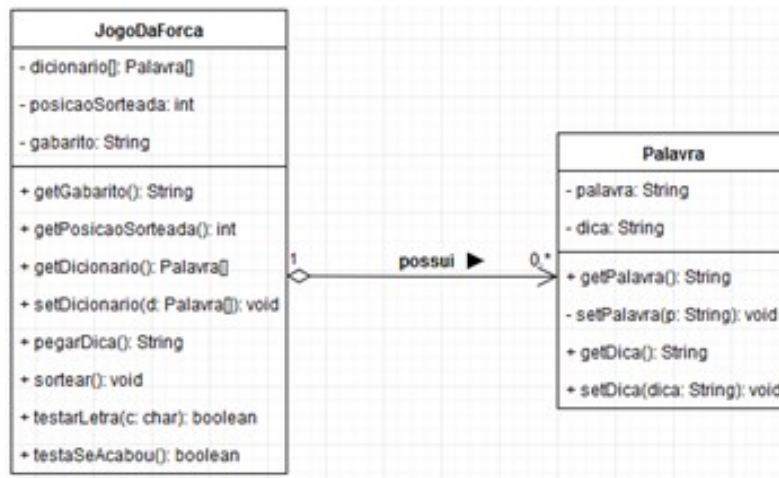 JogoDaForca
- dicionario[]: Palavra[]
- posicaoSorteada: int
- gabarito: String
+ getGabarito(): String
+ getPosicaoSorteada(): int
+ getDicionario(): Palavra[]
+ setDicionario(d: Palavra[]): void
+ pegarDica(): String
+ sortear(): void
+ testarLetra(c: char): boolean
+ testaSeAcabou(): boolean
1
possui ▶
0..*
Palavra
- palavra: String
- dica: String
+ getPalavra(): String
- setPalavra(p: String): void
+ getDica(): String
+ setDica(dica: String): void